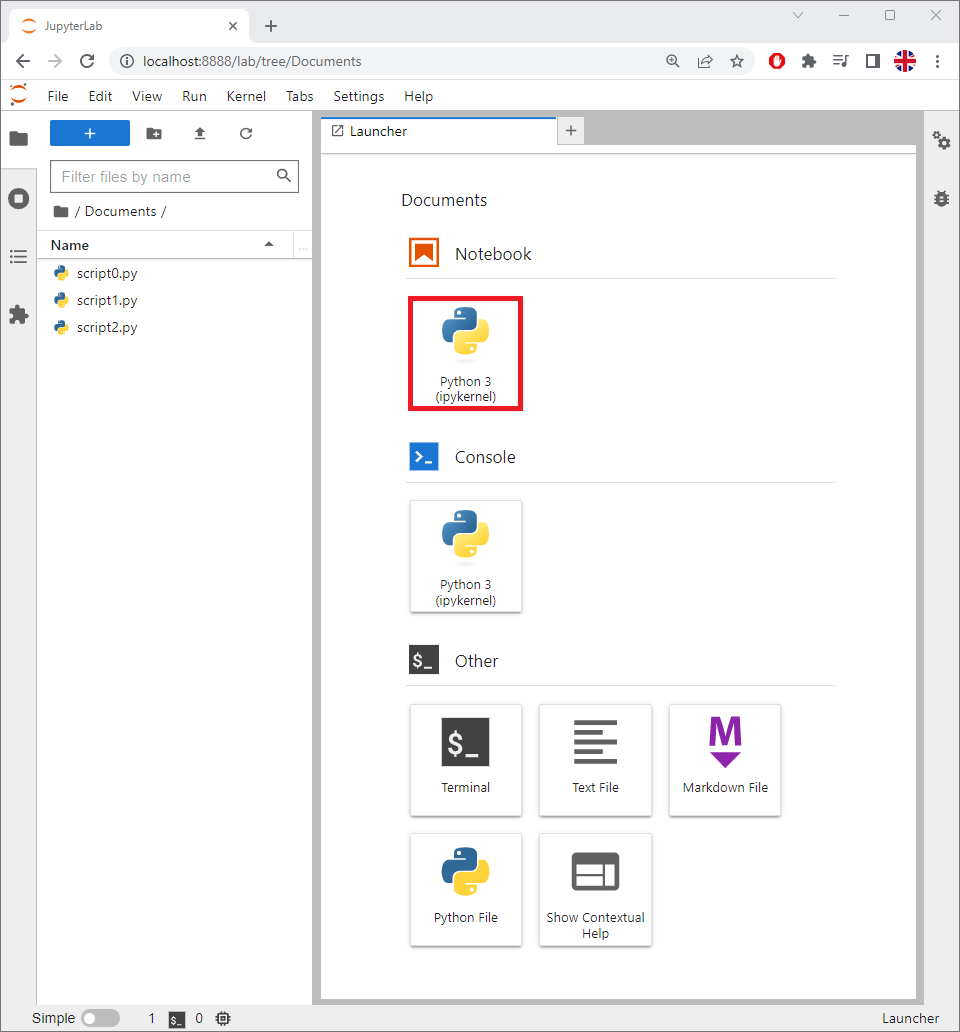 JupyterLab
localhost:8888/lab/tree/Documents
File Edit View Run Kernel Tabs Settings Help
+
Launcher
Filter files by name
/ Documents /
Name
...
script0.py
script1.py
script2.py
Documents
Notebook
Python 3
(ipykernel)
>_ Console
Python 3
(ipykernel)
$_ Other
$_
Terminal
Text File
M
Markdown File
Python File
Show Contextual
Help
Simple 1 $_ 0 Launcher